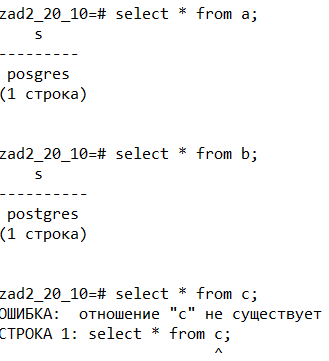 zad2_20_10=# select * from a;
    s
---------
 posgres
(1 строка)
zad2_20_10=# select * from b;
    s
----------
 postgres
(1 строка)
zad2_20_10=# select * from c;
ОШИБКА:  отношение "c" не существует
СТРОКА 1: select * from c;
                        ^